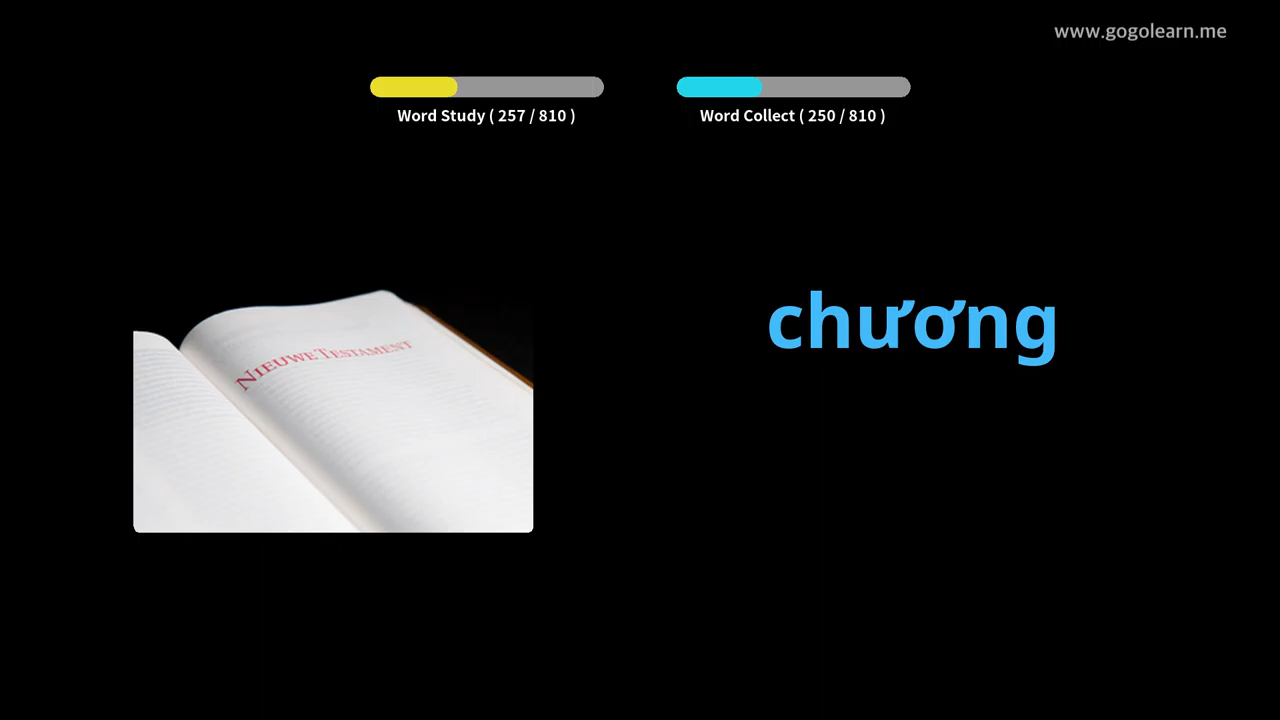 www.gogolearn.me
Word Study ( 257 / 810 )
Word Collect ( 250 / 810 )
NIEUWE TESTAMENT
chương